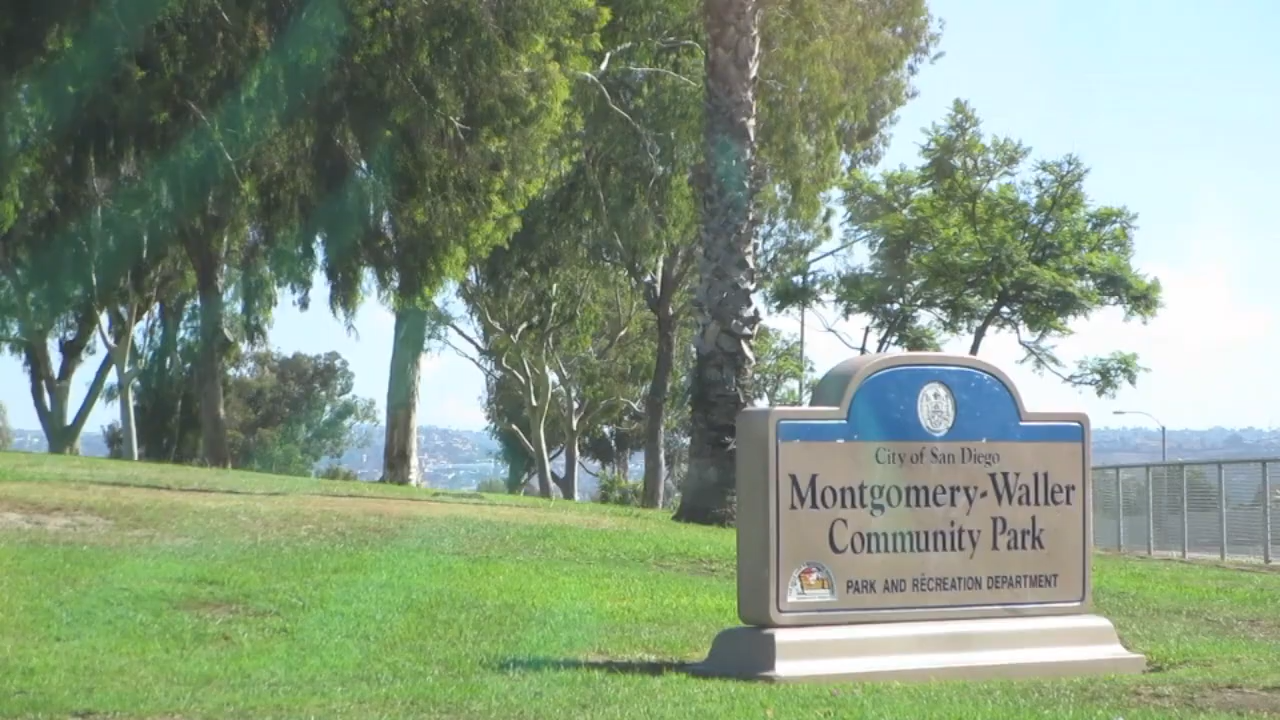 City of San Diego
Montgomery-Waller
Community Park
PARK AND RECREATION DEPARTMENT